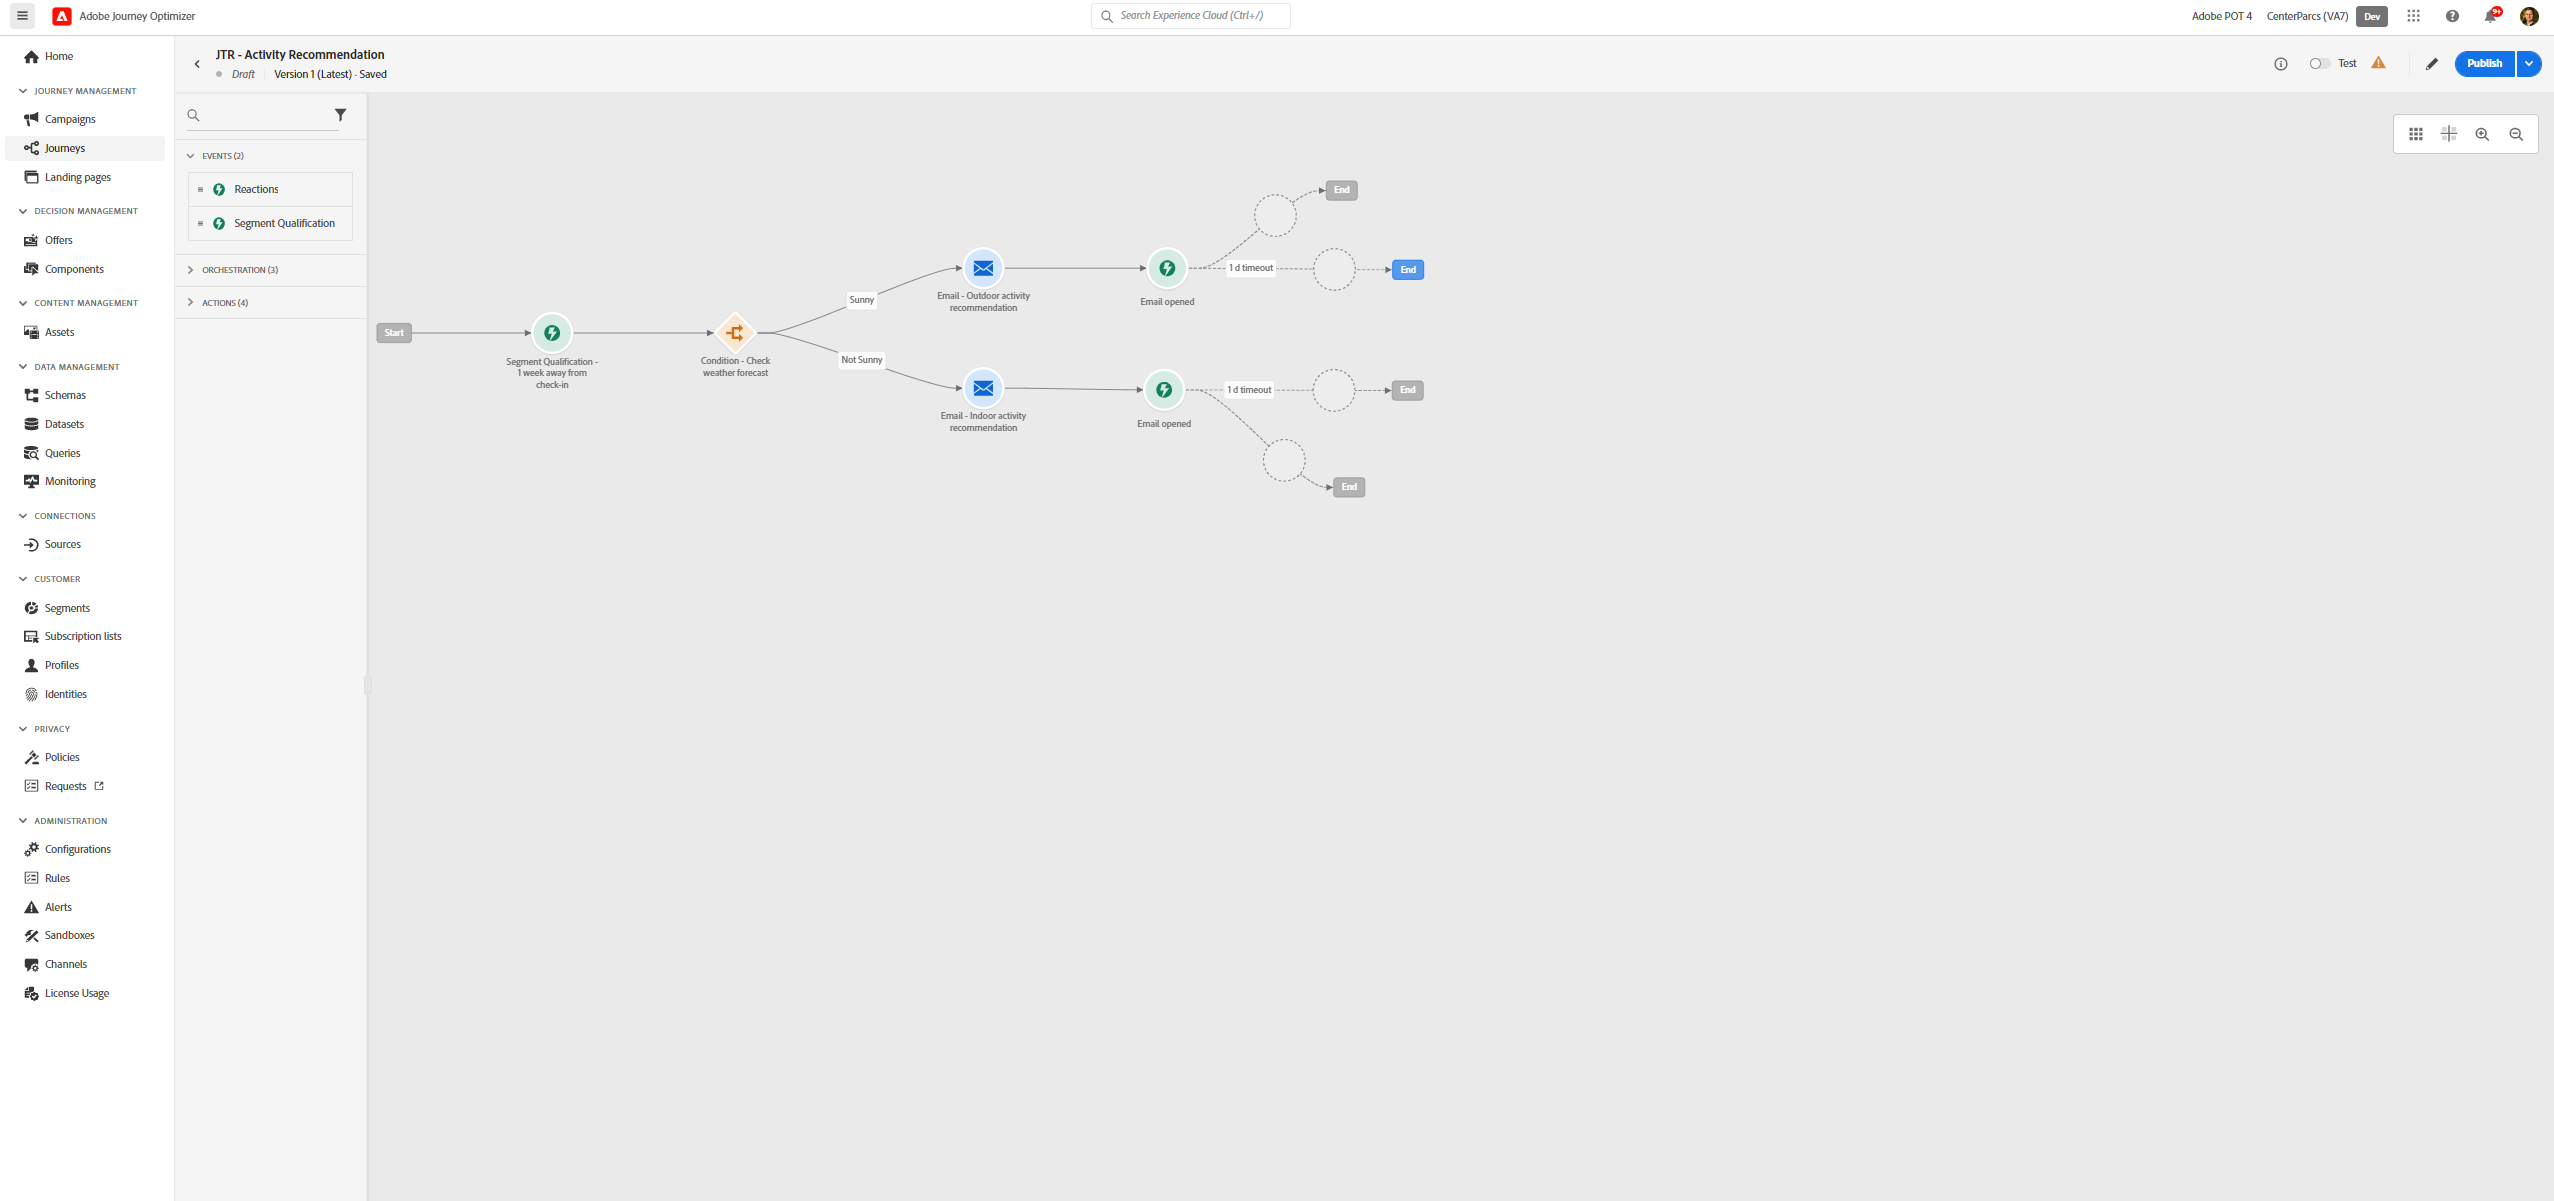 Adobe Journey Optimizer
Search Experience Cloud (Ctrl+/)
Adobe POT 4
CenterParcs (VA7)
Dev
9+
Home
JOURNEY MANAGEMENT
Campaigns
Journeys
Landing pages
DECISION MANAGEMENT
Offers
Components
CONTENT MANAGEMENT
Assets
DATA MANAGEMENT
Schemas
Datasets
Queries
Monitoring
CONNECTIONS
Sources
CUSTOMER
Segments
Subscription lists
Profiles
Identities
PRIVACY
Policies
Requests
ADMINISTRATION
Configurations
Rules
Alerts
Sandboxes
Channels
License Usage
JTR - Activity Recommendation
Draft
Version 1 (Latest) - Saved
Test
Publish
EVENTS (2)
Reactions
Segment Qualification
ORCHESTRATION (3)
ACTIONS (4)
Start
Segment Qualification -
1 week away from
check-in
Condition - Check
weather forecast
Sunny
Not Sunny
Email - Outdoor activity
recommendation
Email opened
1 d timeout
End
End
Email - Indoor activity
recommendation
Email opened
1 d timeout
End
End